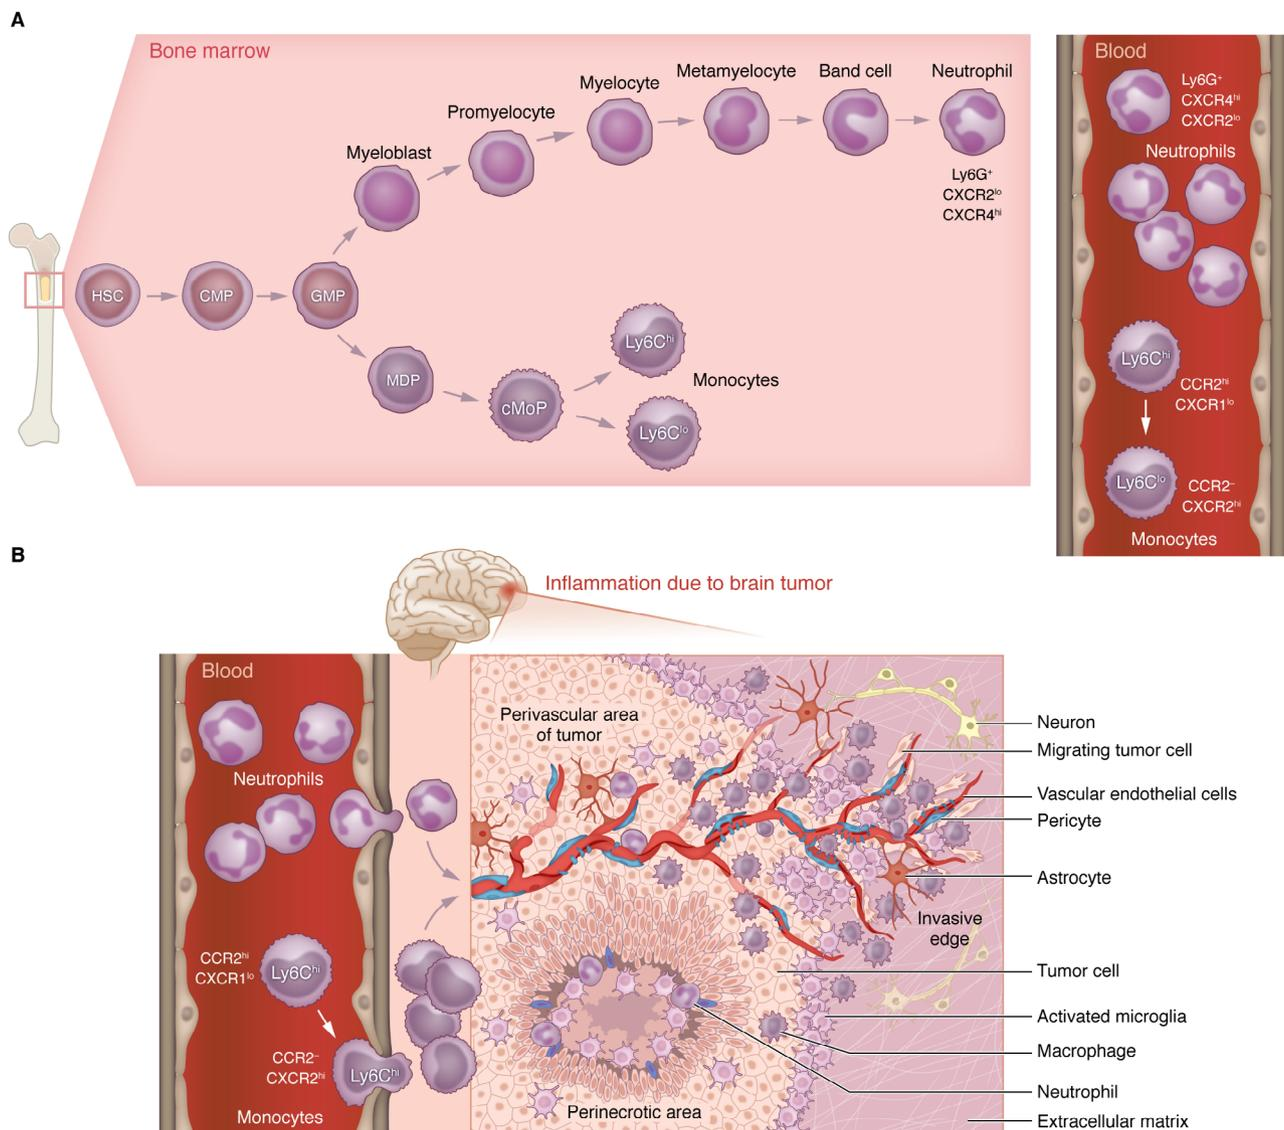 A
Bone marrow
Myeloblast
Promyelocyte
Myelocyte
Metamyelocyte
Band cell
Neutrophil
Ly6G⁺
CXCR2ˡᵒ
CXCR4ʰⁱ
HSC
CMP
GMP
MDP
cMoP
Ly6Cʰⁱ
Ly6Cˡᵒ
Monocytes
Blood
Ly6G⁺
CXCR4ʰⁱ
CXCR2ˡᵒ
Neutrophils
Ly6Cʰⁱ
CCR2ʰⁱ
CXCR1ˡᵒ
Ly6Cˡᵒ
CCR2⁻
CXCR2ʰⁱ
Monocytes
B
Inflammation due to brain tumor
Blood
Neutrophils
CCR2ʰⁱ
CXCR1ˡᵒ
Ly6Cʰⁱ
CCR2⁻
CXCR2ʰⁱ
Ly6Cʰⁱ
Monocytes
Perivascular area
of tumor
Invasive
edge
Perinecrotic area
Neuron
Migrating tumor cell
Vascular endothelial cells
Pericyte
Astrocyte
Tumor cell
Activated microglia
Macrophage
Neutrophil
Extracellular matrix